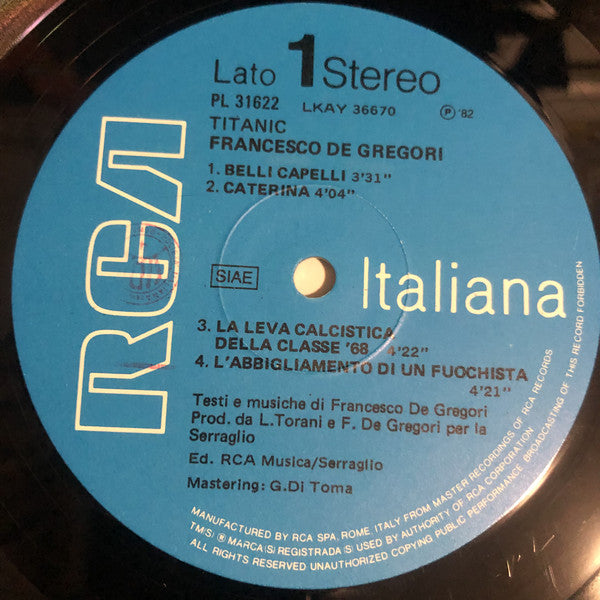 Lato 1 Stereo
PL 31622 LKAY 36670 Ⓟ '82
TITANIC
FRANCESCO DE GREGORI
1. BELLI CAPELLI 3'31"
2. CATERINA 4'04"
RCA
SIAE
Italiana
3. LA LEVA CALCISTICA
DELLA CLASSE '68 4'22"
4. L'ABBIGLIAMENTO DI UN FUOCHISTA
4'21"
Testi e musiche di Francesco De Gregori
Prod. da L.Torani e F. De Gregori per la
Serraglio
Ed. RCA Musica/Serraglio
Mastering: G.Di Toma
MANUFACTURED BY RCA SPA, ROME, ITALY FROM MASTER RECORDINGS OF RCA RECORDS
TM(S) ® MARCA(S) REGISTRADA(S) USED BY AUTHORITY OF RCA CORPORATION
ALL RIGHTS RESERVED UNAUTHORIZED COPYING PUBLIC PERFORMANCE BROADCASTING OF THIS RECORD FORBIDDEN